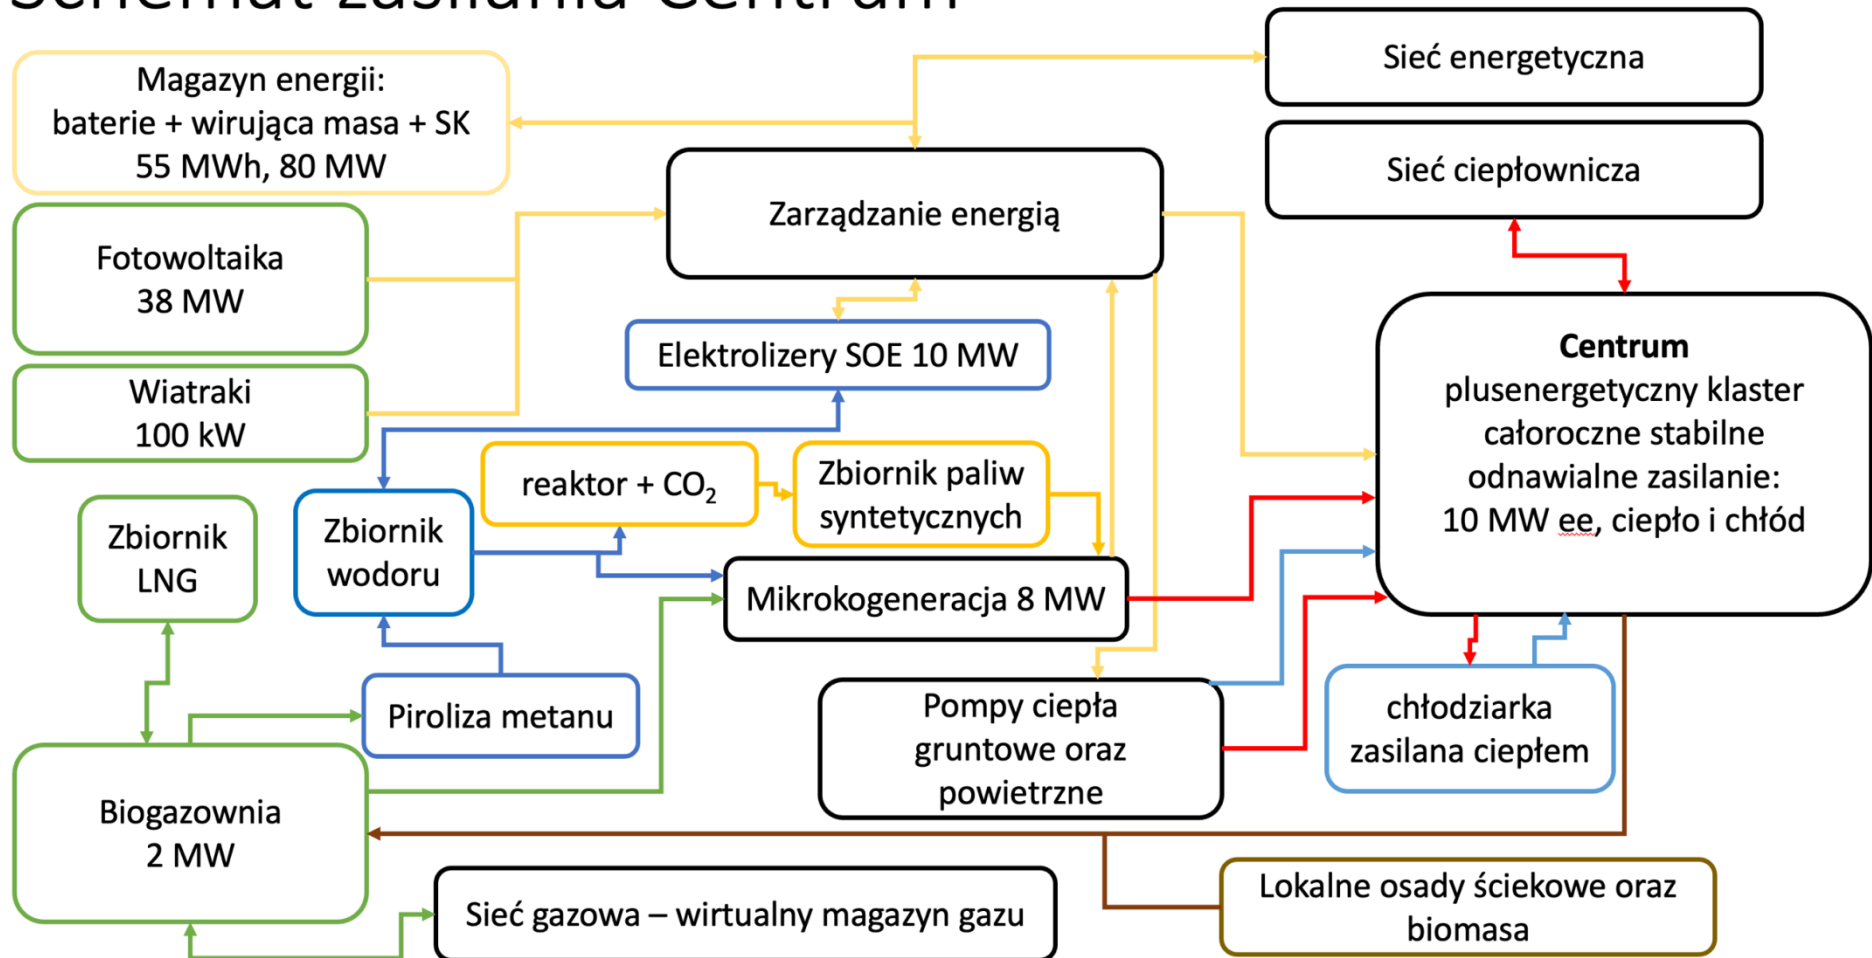 Schemat zasilania Centrum
Magazyn energii:
baterie + wirująca masa + SK
55 MWh, 80 MW
Sieć energetyczna
Sieć ciepłownicza
Zarządzanie energią
Fotowoltaika
38 MW
Wiatraki
100 kW
Elektrolizery SOE 10 MW
Centrum
plusenergetyczny klaster
całoroczne stabilne
odnawialne zasilanie:
10 MW ee, ciepło i chłód
reaktor + CO₂
Zbiornik paliw
syntetycznych
Zbiornik
LNG
Zbiornik
wodoru
Mikrokogeneracja 8 MW
Piroliza metanu
Pompy ciepła
gruntowe oraz
powietrzne
chłodziarka
zasilana ciepłem
Biogazownia
2 MW
Sieć gazowa – wirtualny magazyn gazu
Lokalne osady ściekowe oraz
biomasa